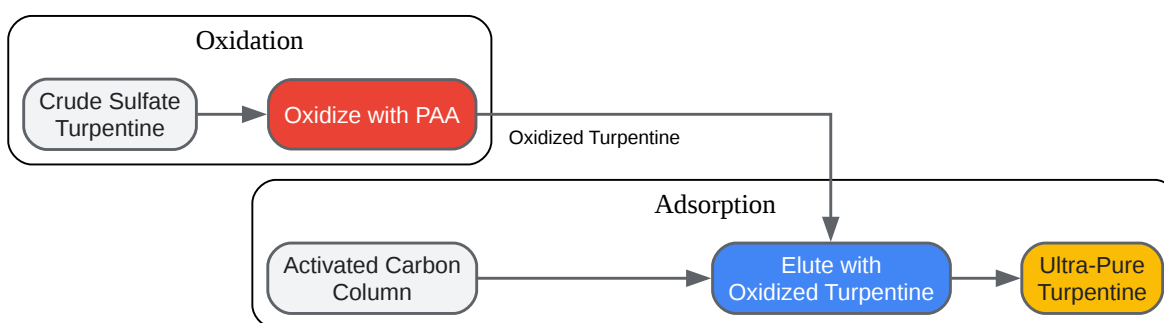 Oxidation
Crude Sulfate
Turpentine
Oxidize with PAA
Oxidized Turpentine
Adsorption
Activated Carbon
Column
Elute with
Oxidized Turpentine
Ultra-Pure
Turpentine